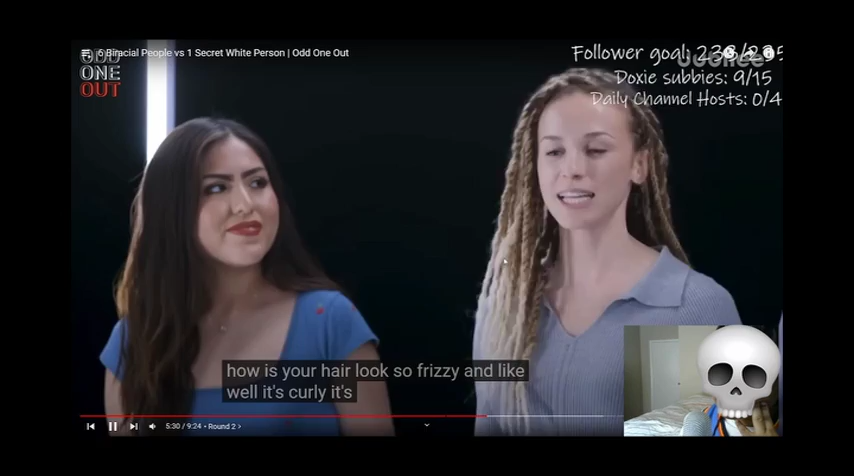 6 Biracial People vs 1 Secret White Person | Odd One Out
ODD
ONE
OUT
Follower goal: 238/295
Doxie subbies: 9/15
Daily Channel Hosts: 0/4
how is your hair look so frizzy and like
well it's curly it's
5:30 / 9:24 • Round 2 >